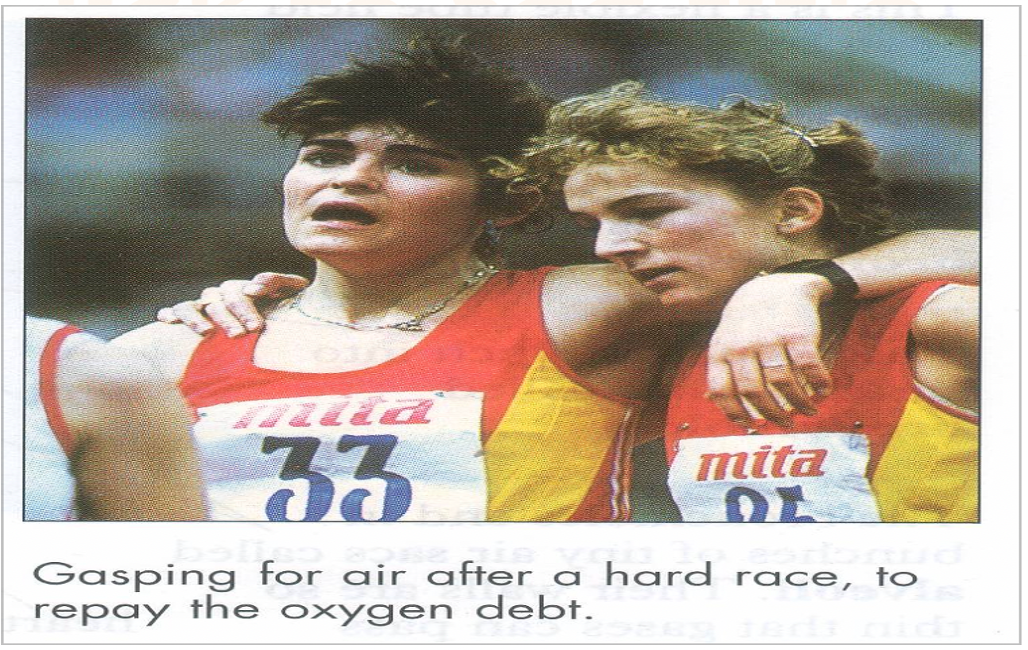 mita
33
mita
Gasping for air after a hard race, to
repay the oxygen debt.